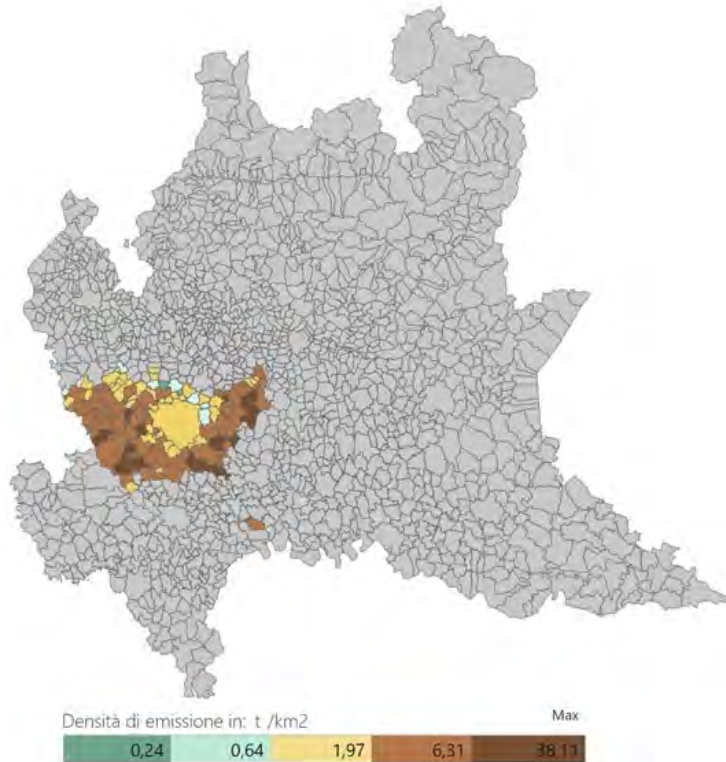 Densità di emissione in: t /km2
Max
0,24 0,64 1,97 6,31 38,11